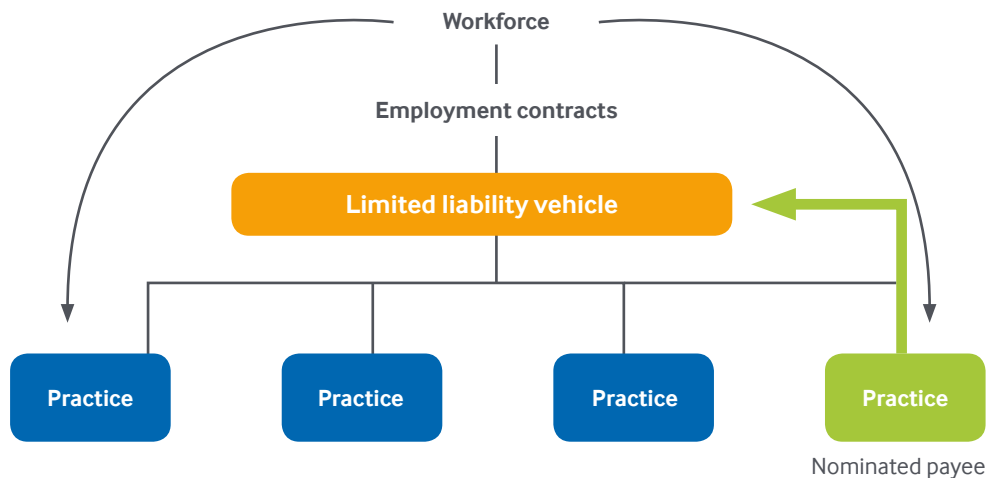 Workforce
Employment contracts
Limited liability vehicle
Practice
Practice
Practice
Practice
Nominated payee